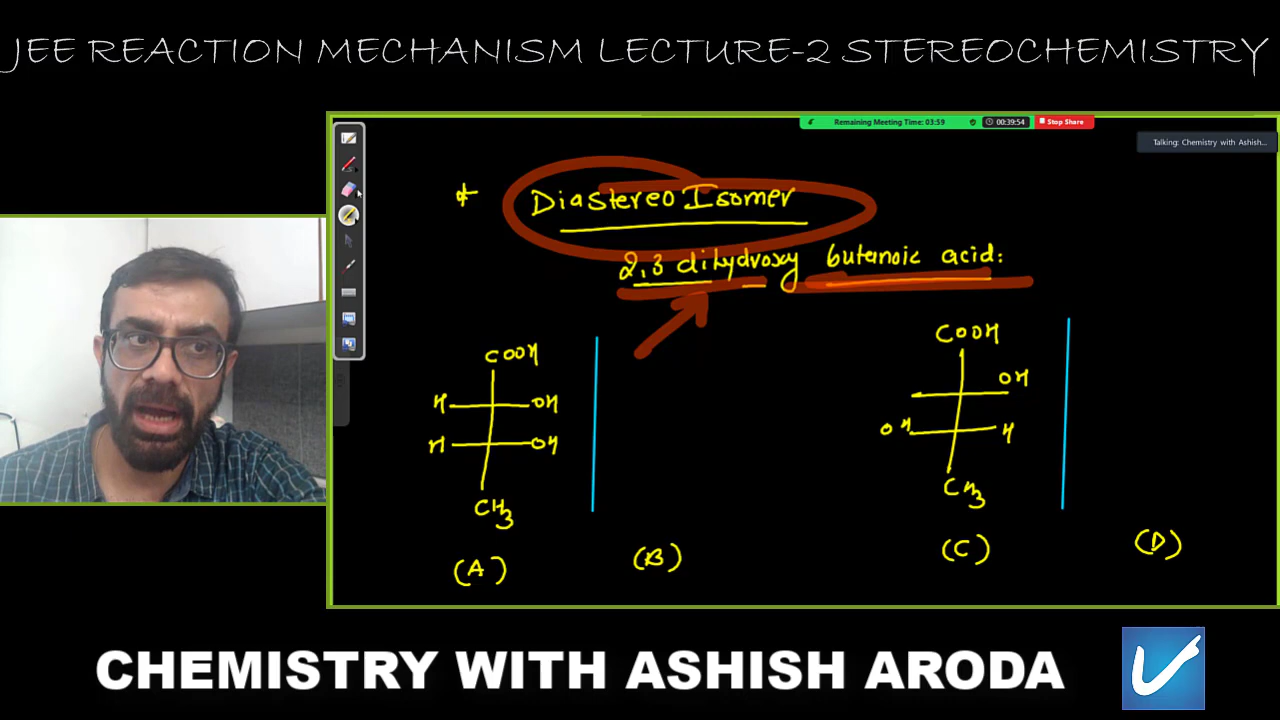 JEE REACTION MECHANISM LECTURE-2 STEREOCHEMISTRY
Remaining Meeting Time: 03:59
00:39:54
Stop Share
Talking: Chemistry with Ashish...
* Diastereo Isomer
2,3 dihydroxy butanoic acid:
COOH
H OH
H OH
CH3
(A)
(B)
COOH
OH
OH H
CH3
(C)
(D)
CHEMISTRY WITH ASHISH ARODA